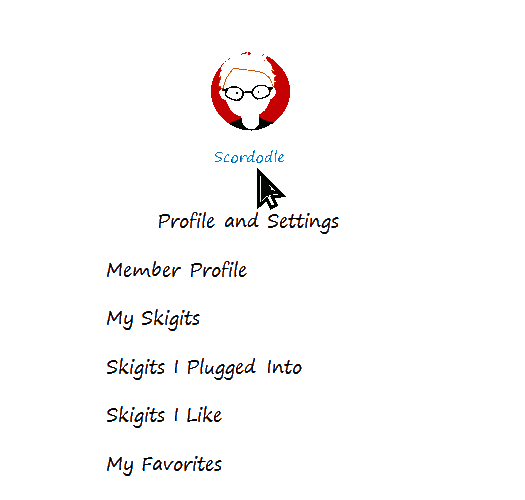 Scordodle
Profile and Settings
Member Profile
My Skigits
Skigits I Plugged Into
Skigits I Like
My Favorites